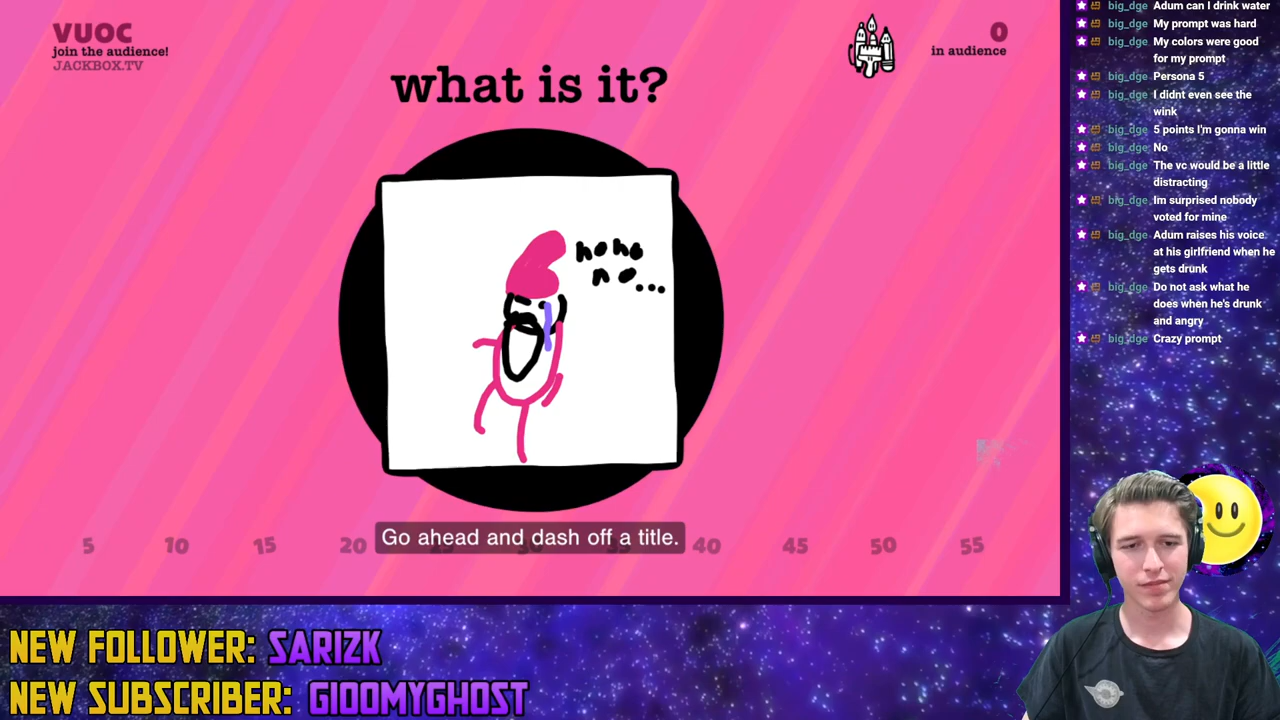 VUOC
join the audience!
JACKBOX.TV
0
in audience
what is it?
hoho
no...
Go ahead and dash off a title.
5 10 15 20 30 40 45 50 55
big_dge Adum can I drink water
big_dge My prompt was hard
big_dge My colors were good
for my prompt
big_dge Persona 5
big_dge I didnt even see the
wink
big_dge 5 points I'm gonna win
big_dge No
big_dge The vc would be a little
distracting
big_dge Im surprised nobody
voted for mine
big_dge Adum raises his voice
at his girlfriend when he
gets drunk
big_dge Do not ask what he
does when he's drunk
and angry
big_dge Crazy prompt
NEW FOLLOWER: SARIZK
NEW SUBSCRIBER: GIOOMYGHOST